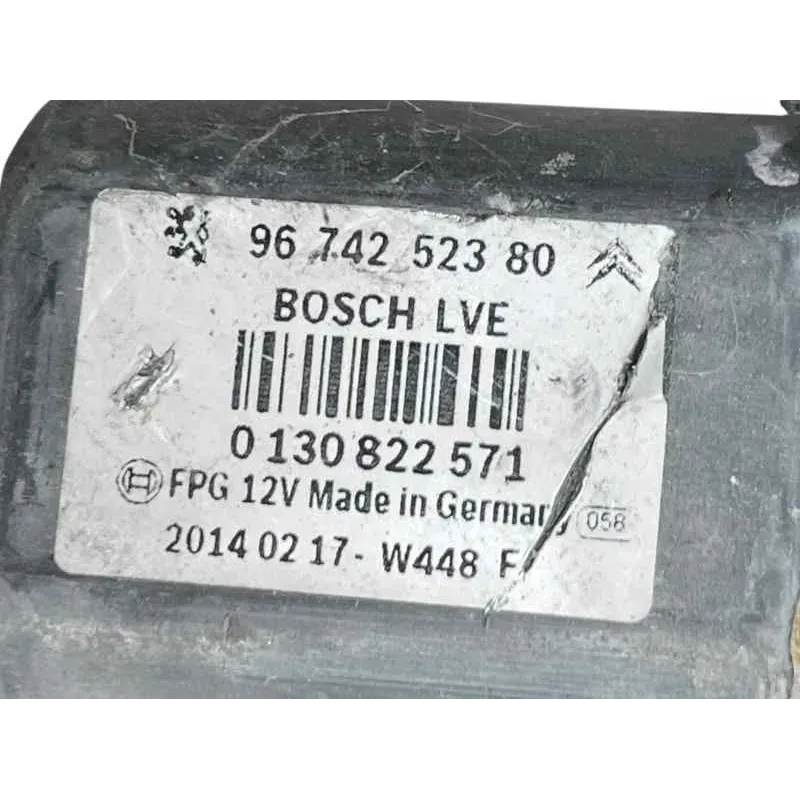 96 742 523 80
BOSCH LVE
0 130 822 571
FPG 12V Made in Germany 058
2014 02 17 - W448 F